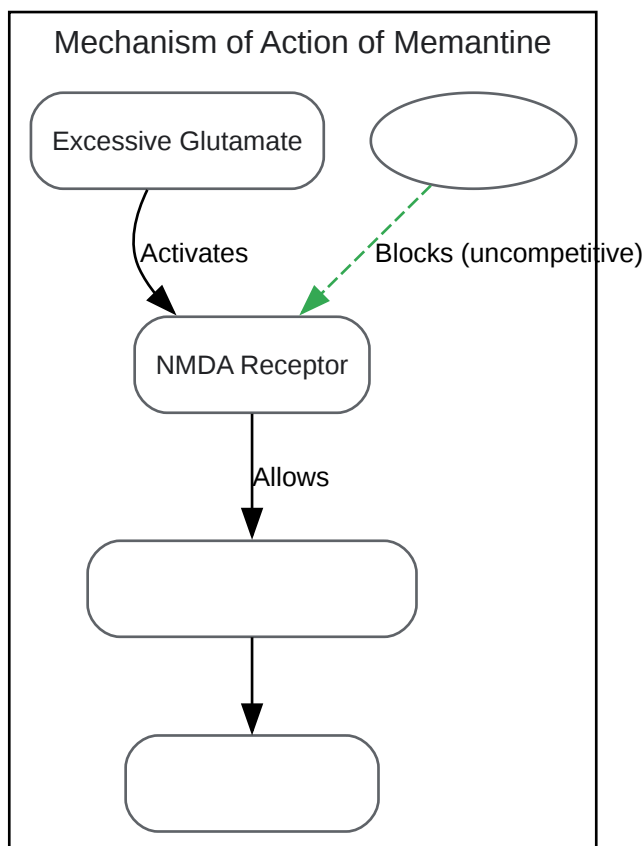 Mechanism of Action of Memantine
Excessive Glutamate
Activates
Blocks (uncompetitive)
NMDA Receptor
Allows